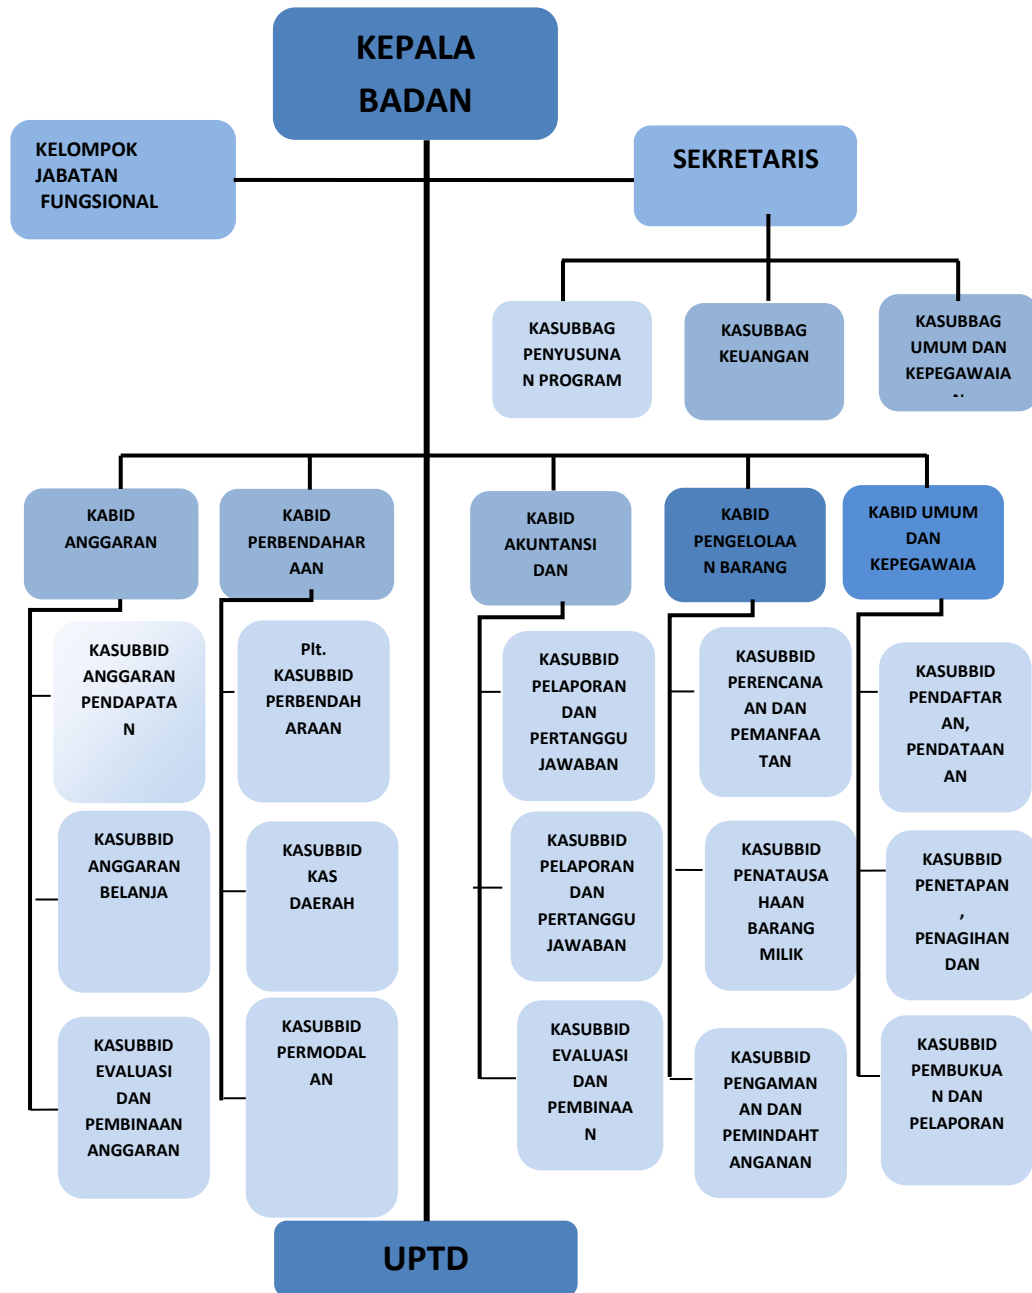 KEPALA
BADAN
KELOMPOK
JABATAN
FUNGSIONAL
SEKRETARIS
KASUBBAG
PENYUSUNA
N PROGRAM
KASUBBAG
KEUANGAN
KASUBBAG
UMUM DAN
KEPEGAWAIA
KABID
ANGGARAN
KABID
PERBENDAHAR
AAN
KABID
AKUNTANSI
DAN
KABID
PENGELOLAA
N BARANG
KABID UMUM
DAN
KEPEGAWAIA
KASUBBID
ANGGARAN
PENDAPATA
N
Plt.
KASUBBID
PERBENDAH
ARAAN
KASUBBID
PELAPORAN
DAN
PERTANGGU
JAWABAN
KASUBBID
PERENCANA
AN DAN
PEMANFAA
TAN
KASUBBID
PENDAFTAR
AN,
PENDATAAN
AN
KASUBBID
ANGGARAN
BELANJA
KASUBBID
KAS
DAERAH
KASUBBID
PELAPORAN
DAN
PERTANGGU
JAWABAN
KASUBBID
PENATAUSA
HAAN
BARANG
MILIK
KASUBBID
PENETAPAN
,
PENAGIHAN
DAN
KASUBBID
EVALUASI
DAN
PEMBINAAN
ANGGARAN
KASUBBID
PERMODAL
AN
KASUBBID
EVALUASI
DAN
PEMBINAA
N
KASUBBID
PENGAMAN
AN DAN
PEMINDAHT
ANGANAN
KASUBBID
PEMBUKUA
N DAN
PELAPORAN
UPTD